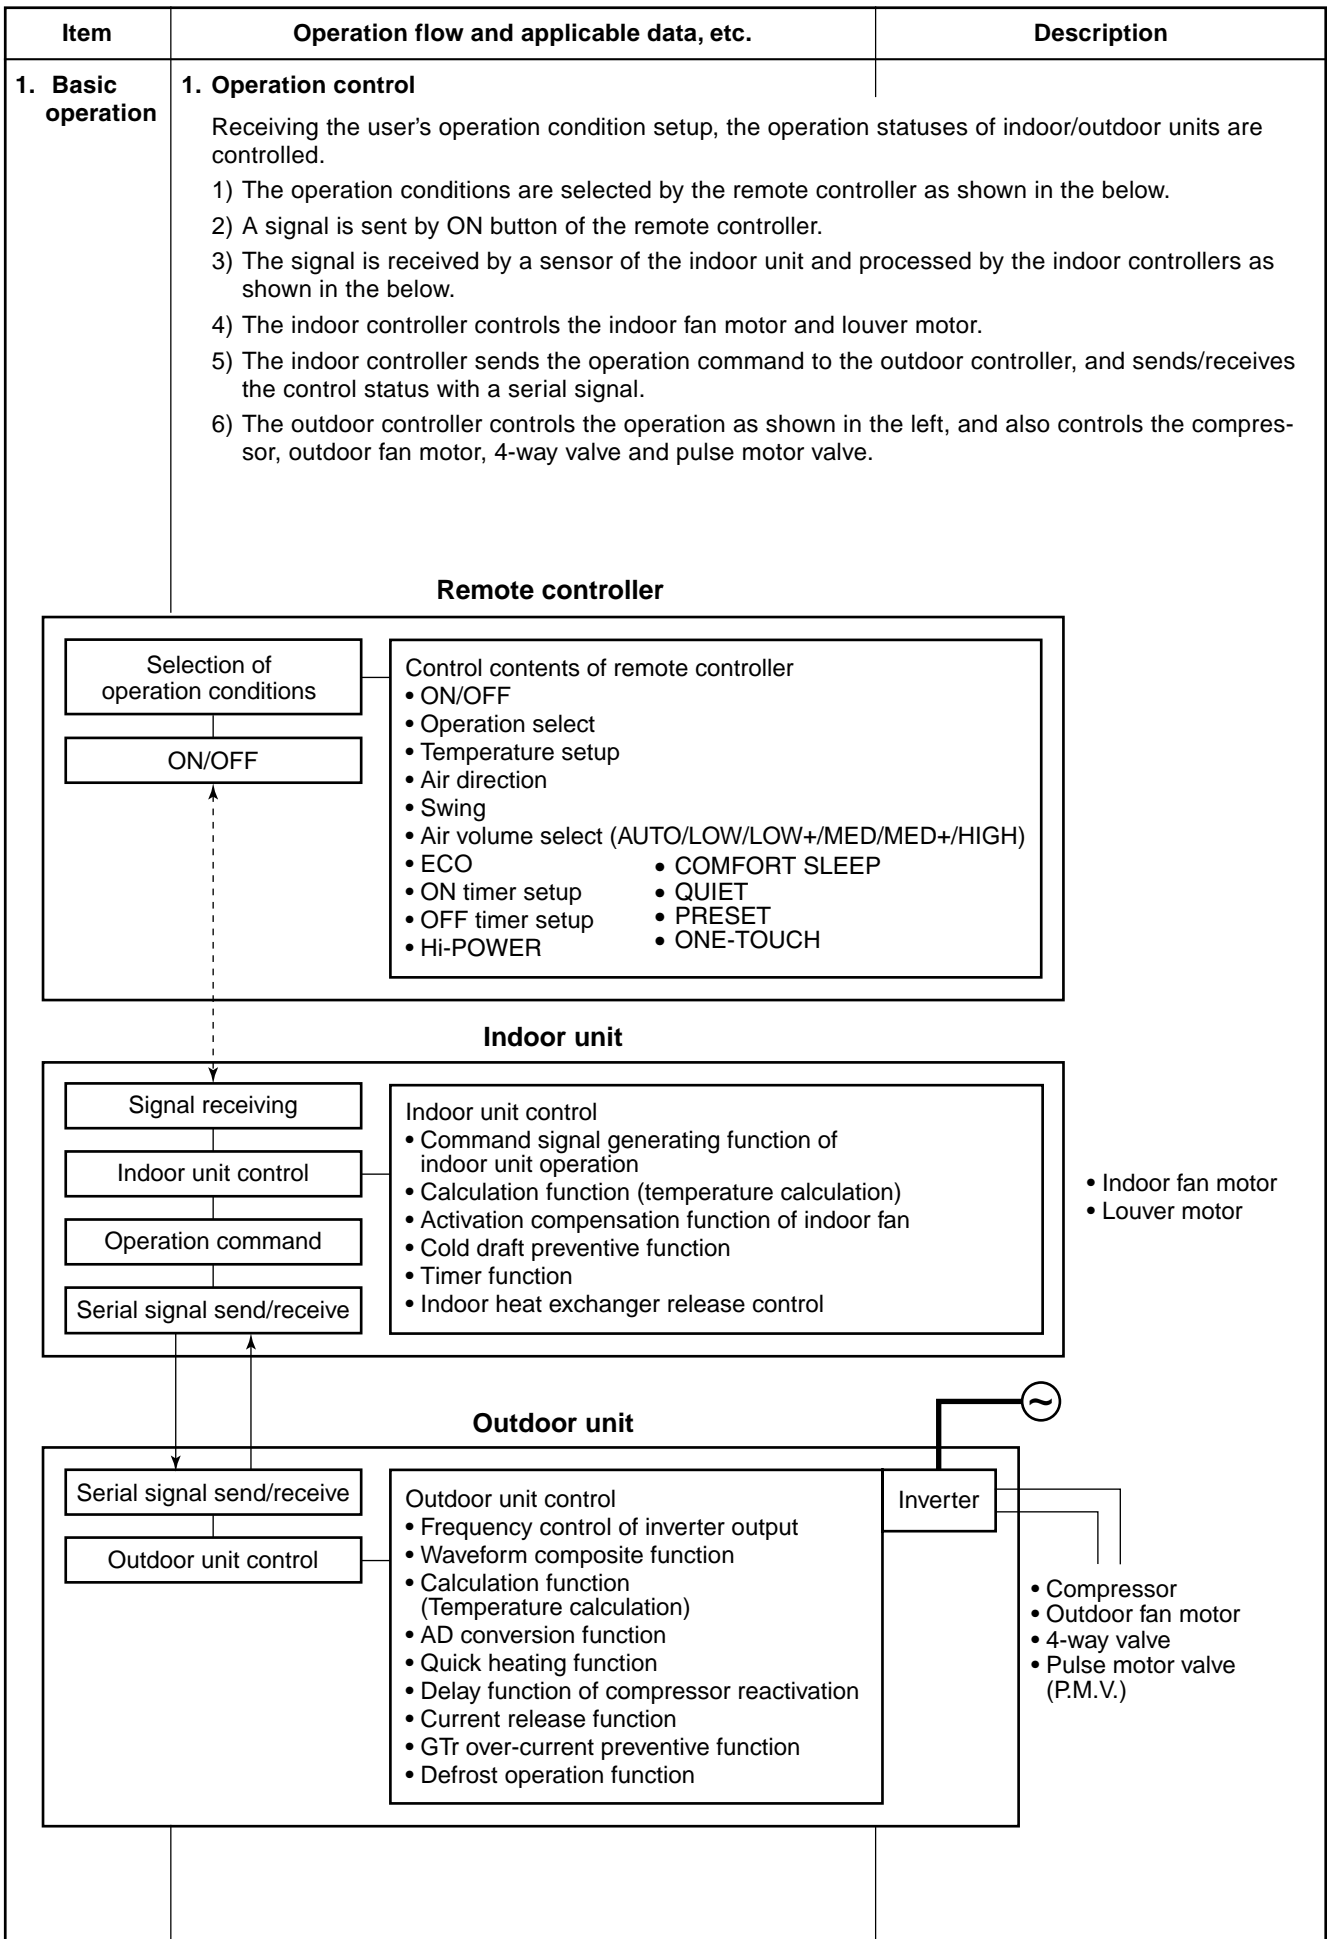 Item Operation flow and applicable data, etc. Description
1. Basic operation
1. Operation control
Receiving the user's operation condition setup, the operation statuses of indoor/outdoor units are
controlled.
1) The operation conditions are selected by the remote controller as shown in the below.
2) A signal is sent by ON button of the remote controller.
3) The signal is received by a sensor of the indoor unit and processed by the indoor controllers as
shown in the below.
4) The indoor controller controls the indoor fan motor and louver motor.
5) The indoor controller sends the operation command to the outdoor controller, and sends/receives
the control status with a serial signal.
6) The outdoor controller controls the operation as shown in the left, and also controls the compres-
sor, outdoor fan motor, 4-way valve and pulse motor valve.
Remote controller
Selection of
operation conditions
ON/OFF
Control contents of remote controller
• ON/OFF
• Operation select
• Temperature setup
• Air direction
• Swing
• Air volume select (AUTO/LOW/LOW+/MED/MED+/HIGH)
• ECO
• ON timer setup
• OFF timer setup
• Hi-POWER
• COMFORT SLEEP
• QUIET
• PRESET
• ONE-TOUCH
Indoor unit
Signal receiving
Indoor unit control
Operation command
Serial signal send/receive
Indoor unit control
• Command signal generating function of
indoor unit operation
• Calculation function (temperature calculation)
• Activation compensation function of indoor fan
• Cold draft preventive function
• Timer function
• Indoor heat exchanger release control
• Indoor fan motor
• Louver motor
~
Outdoor unit
Serial signal send/receive
Outdoor unit control
Outdoor unit control
• Frequency control of inverter output
• Waveform composite function
• Calculation function
(Temperature calculation)
• AD conversion function
• Quick heating function
• Delay function of compressor reactivation
• Current release function
• GTr over-current preventive function
• Defrost operation function
Inverter
• Compressor
• Outdoor fan motor
• 4-way valve
• Pulse motor valve
(P.M.V.)